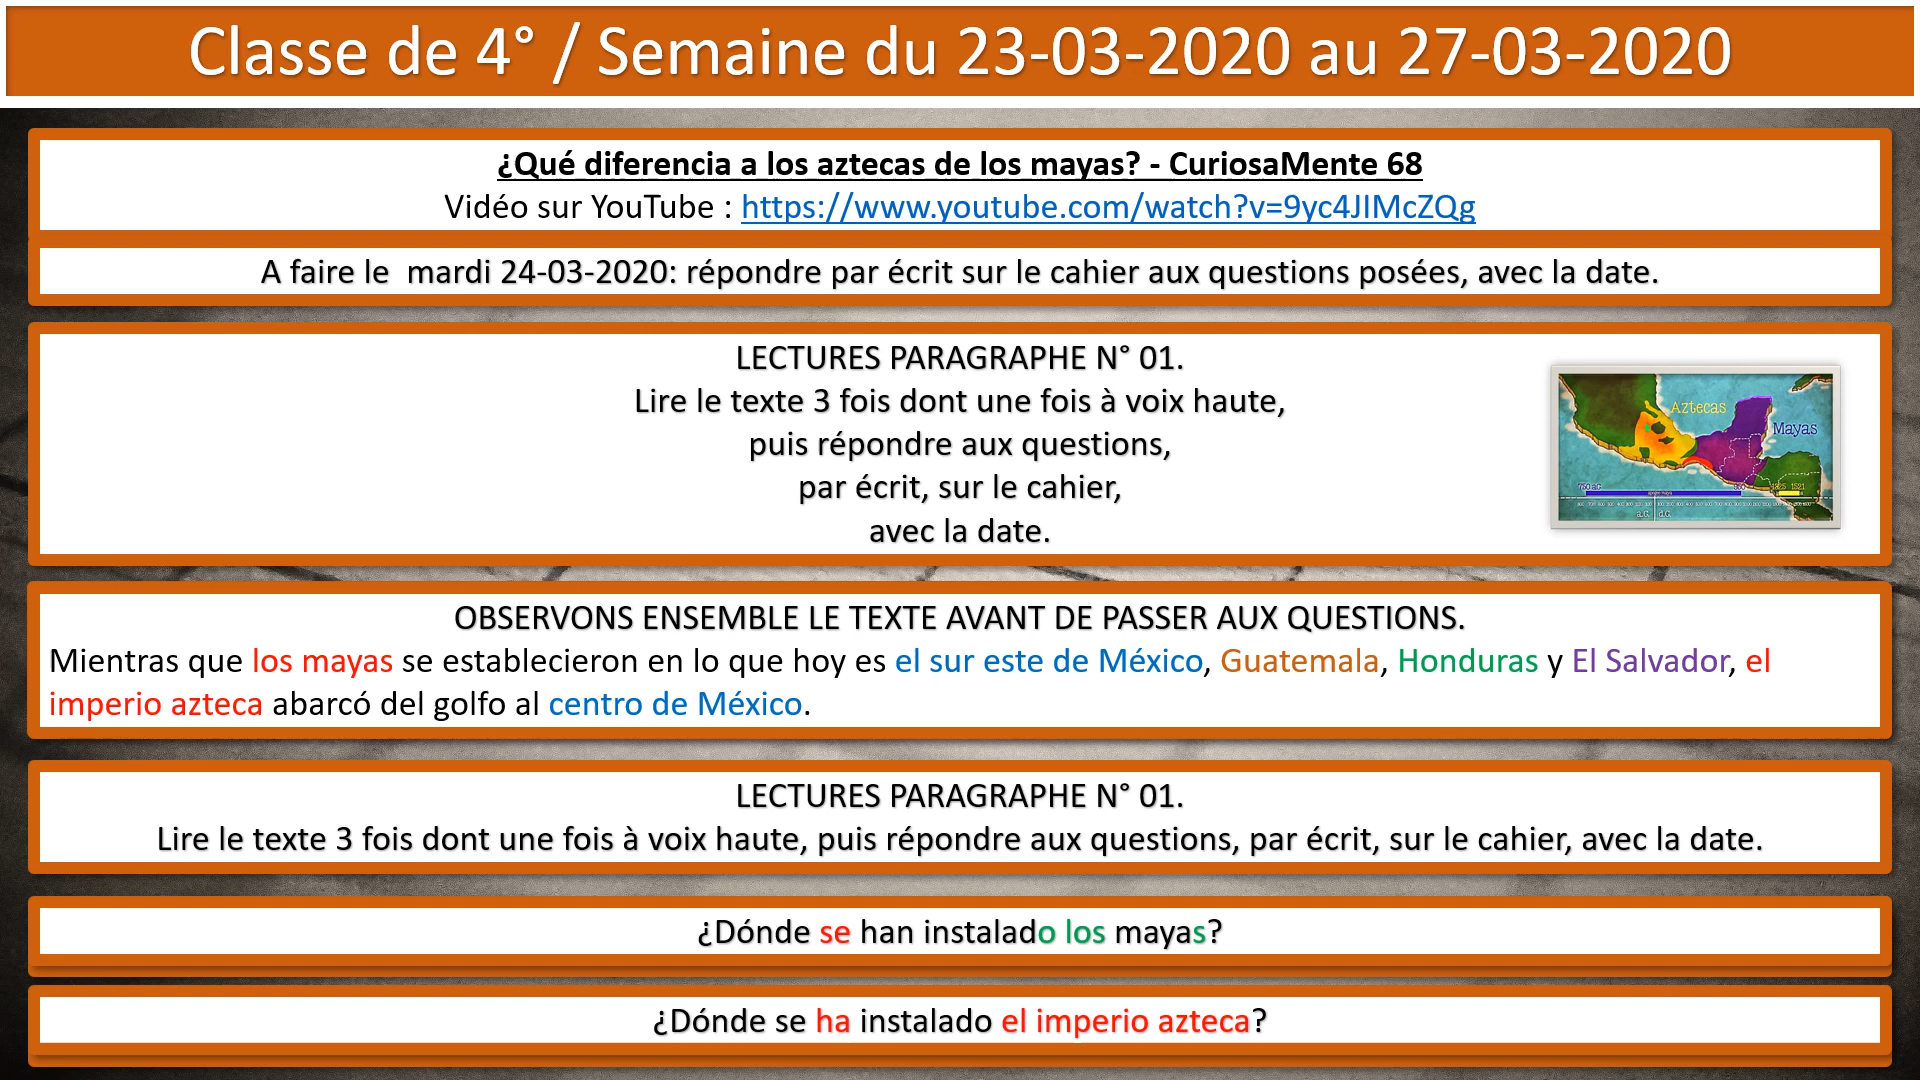 Classe de 4° / Semaine du 23-03-2020 au 27-03-2020
¿Qué diferencia a los aztecas de los mayas? - CuriosaMente 68
Vidéo sur YouTube : https://www.youtube.com/watch?v=9yc4JIMcZQg
A faire le  mardi 24-03-2020: répondre par écrit sur le cahier aux questions posées, avec la date.
LECTURES PARAGRAPHE N° 01.
Lire le texte 3 fois dont une fois à voix haute,
puis répondre aux questions,
par écrit, sur le cahier,
avec la date.
Aztecas
Mayas
750 aC
1325 1521
a.C. d.C.
OBSERVONS ENSEMBLE LE TEXTE AVANT DE PASSER AUX QUESTIONS.
Mientras que los mayas se establecieron en lo que hoy es el sur este de México, Guatemala, Honduras y El Salvador, el
imperio azteca abarcó del golfo al centro de México.
LECTURES PARAGRAPHE N° 01.
Lire le texte 3 fois dont une fois à voix haute, puis répondre aux questions, par écrit, sur le cahier, avec la date.
¿Dónde se han instalado los mayas?
¿Dónde se ha instalado el imperio azteca?